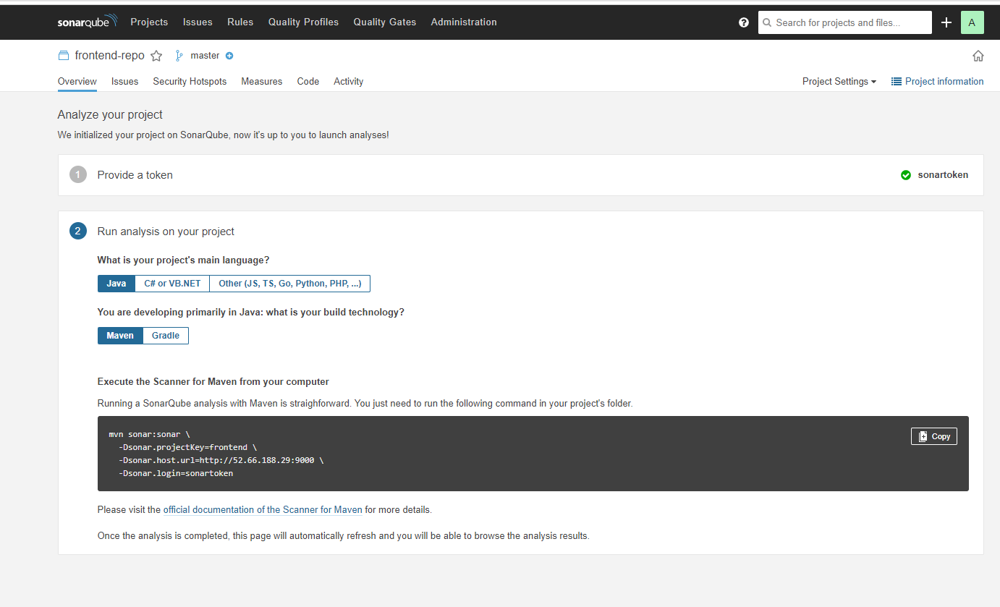 sonarqube Projects Issues Rules Quality Profiles Quality Gates Administration ? Search for projects and files... + A
frontend-repo master
Overview Issues Security Hotspots Measures Code Activity Project Settings Project information
Analyze your project
We initialized your project on SonarQube, now it's up to you to launch analyses!
1 Provide a token sonartoken
2 Run analysis on your project
What is your project's main language?
Java C# or VB.NET Other (JS, TS, Go, Python, PHP, ...)
You are developing primarily in Java: what is your build technology?
Maven Gradle
Execute the Scanner for Maven from your computer
Running a SonarQube analysis with Maven is straighforward. You just need to run the following command in your project's folder.
mvn sonar:sonar \ Copy
-Dsonar.projectKey=frontend \
-Dsonar.host.url=http://52.66.188.29:9000 \
-Dsonar.login=sonartoken
Please visit the official documentation of the Scanner for Maven for more details.
Once the analysis is completed, this page will automatically refresh and you will be able to browse the analysis results.